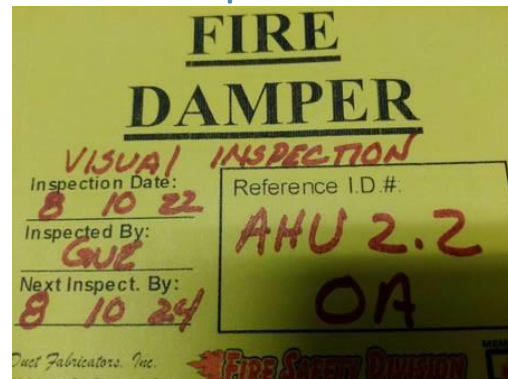 FIRE
DAMPER
VISUAl INSPECTION
Inspection Date:
8 10 22
Inspected By:
GUZ
Next Inspect. By:
8 10 24
Reference I.D.#:
AHU 2.2
OA
Duct Fabricators, Inc.
FIRE SAFETY DIVISION